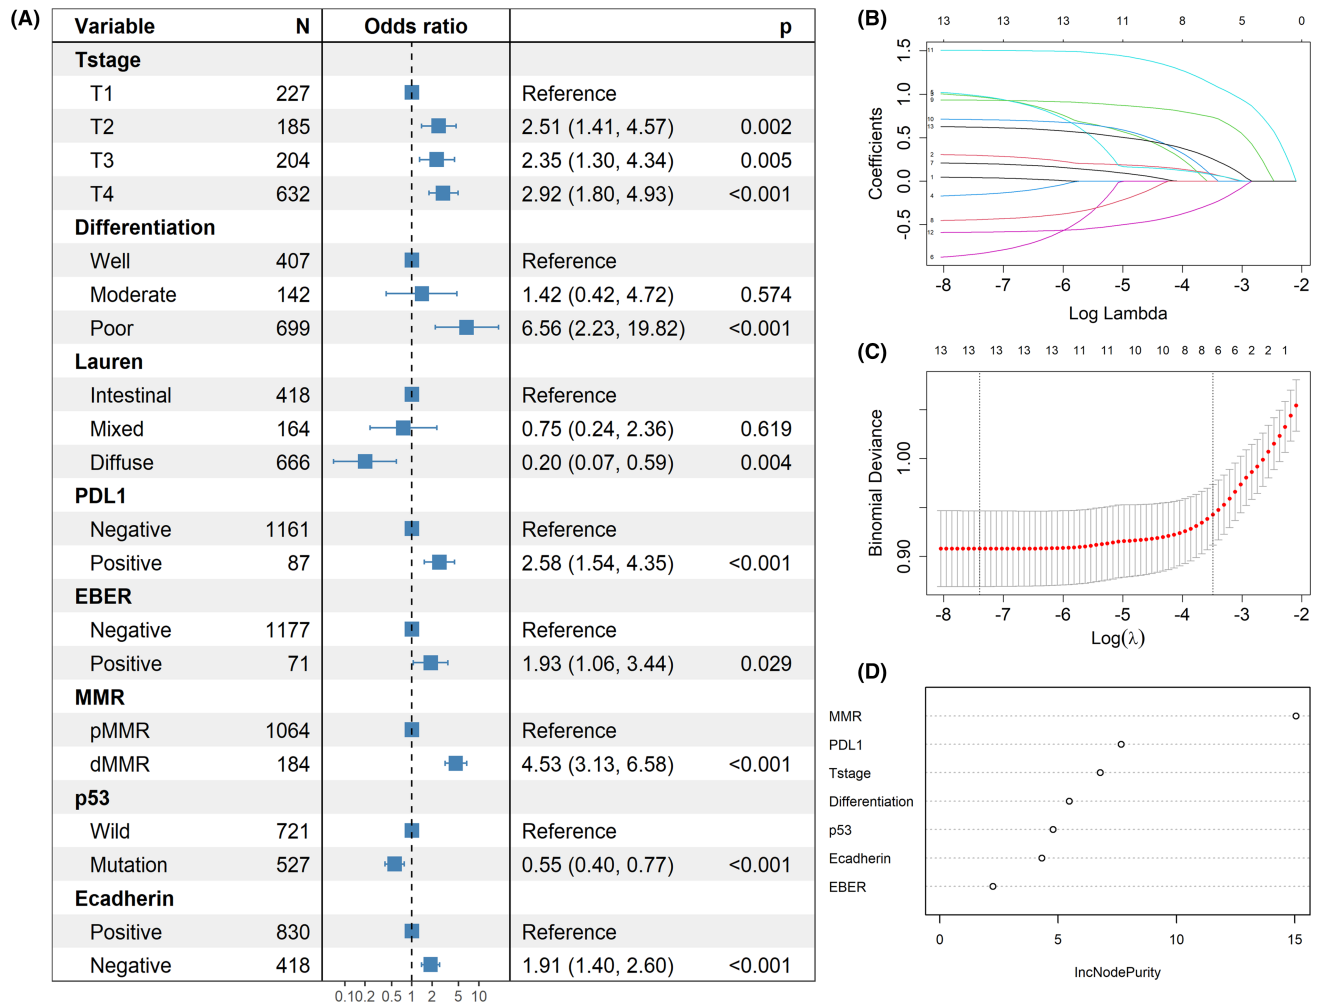 (A)
Variable N Odds ratio p
Tstage
T1 227 Reference
T2 185 2.51 (1.41, 4.57) 0.002
T3 204 2.35 (1.30, 4.34) 0.005
T4 632 2.92 (1.80, 4.93) <0.001
Differentiation
Well 407 Reference
Moderate 142 1.42 (0.42, 4.72) 0.574
Poor 699 6.56 (2.23, 19.82) <0.001
Lauren
Intestinal 418 Reference
Mixed 164 0.75 (0.24, 2.36) 0.619
Diffuse 666 0.20 (0.07, 0.59) 0.004
PDL1
Negative 1161 Reference
Positive 87 2.58 (1.54, 4.35) <0.001
EBER
Negative 1177 Reference
Positive 71 1.93 (1.06, 3.44) 0.029
MMR
pMMR 1064 Reference
dMMR 184 4.53 (3.13, 6.58) <0.001
p53
Wild 721 Reference
Mutation 527 0.55 (0.40, 0.77) <0.001
Ecadherin
Positive 830 Reference
Negative 418 1.91 (1.40, 2.60) <0.001
0.10.2 0.5 1 2 5 10
(B)
13 13 13 11 8 5 0
Coefficients
1.5
1.0
0.5
0.0
-0.5
11
9
10
13
2
7
1
4
8
12
6
-8 -7 -6 -5 -4 -3 -2
Log Lambda
(C)
13 13 13 13 13 11 11 10 10 8 8 6 6 2 2 1
Binomial Deviance
1.00
0.90
-8 -7 -6 -5 -4 -3 -2
Log(λ)
(D)
MMR
PDL1
Tstage
Differentiation
p53
Ecadherin
EBER
0 5 10 15
IncNodePurity